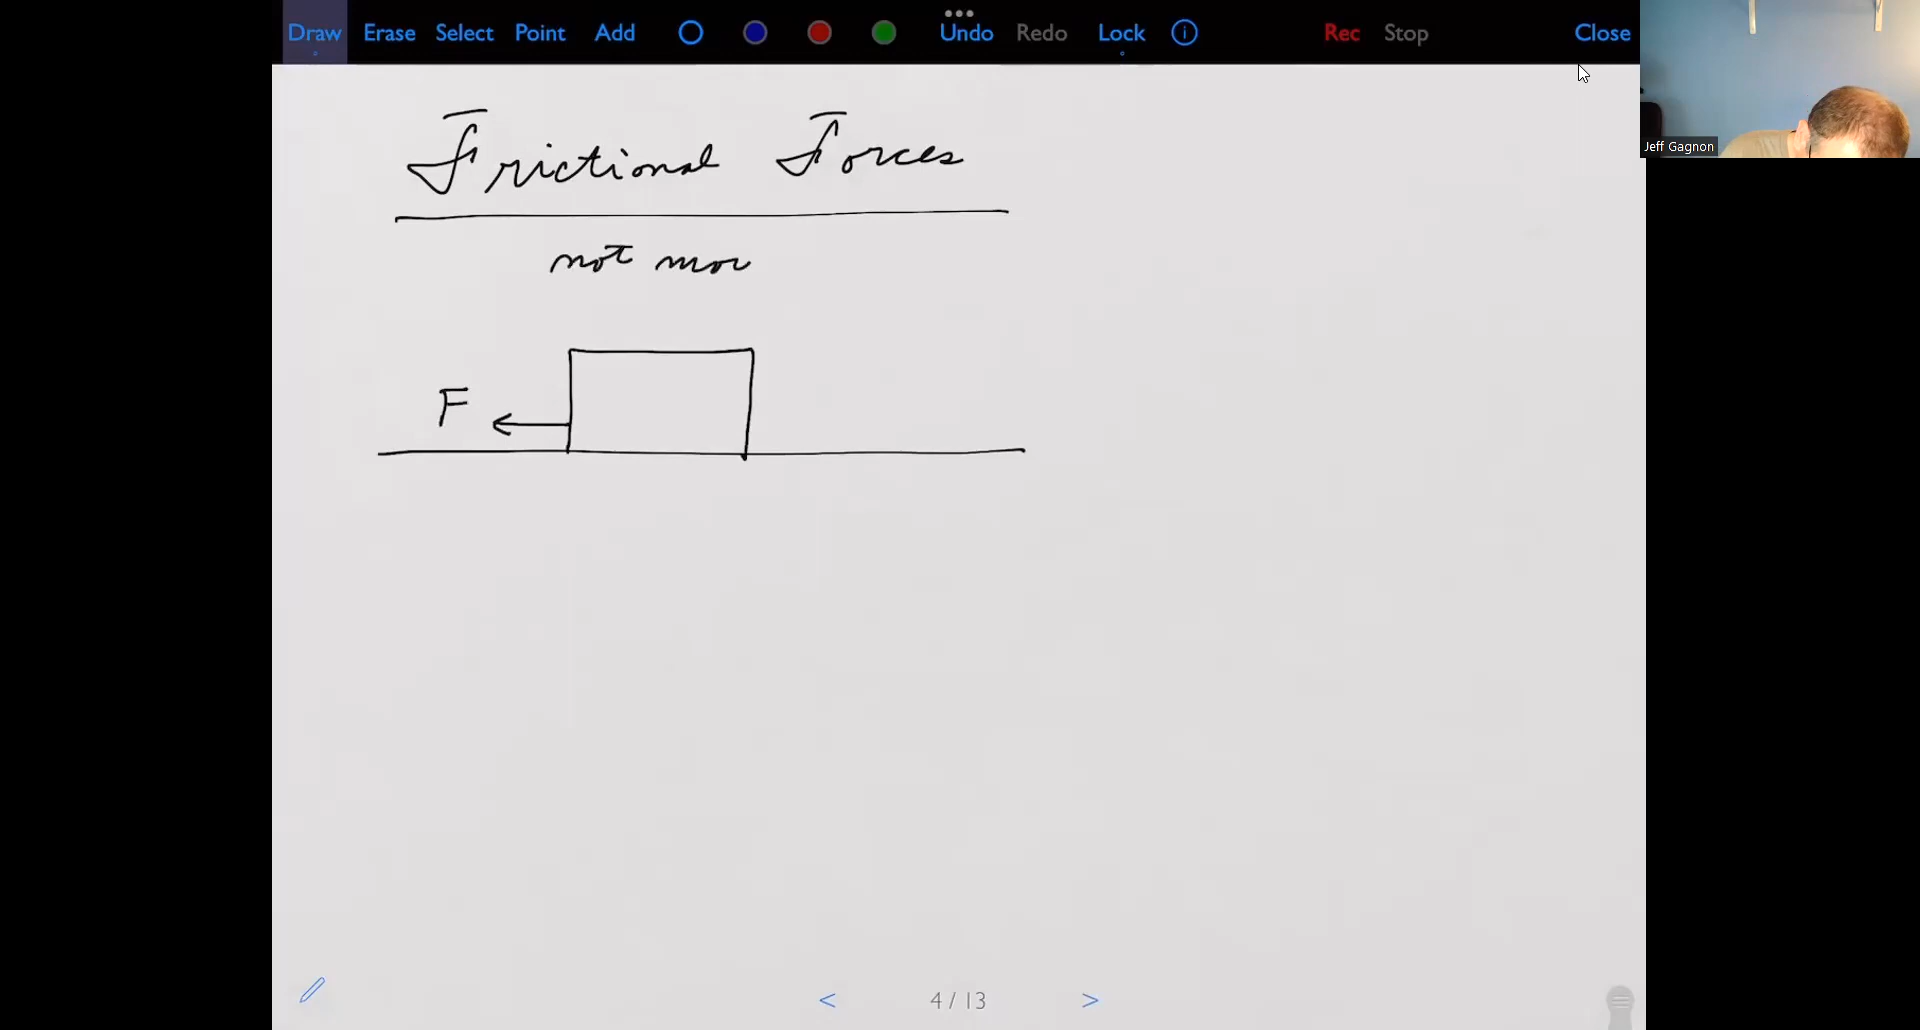 Draw Erase Select Point Add Undo Redo Lock Rec Stop Close
Jeff Gagnon
Frictional Forces
not mov
F
< 4 / 13 >